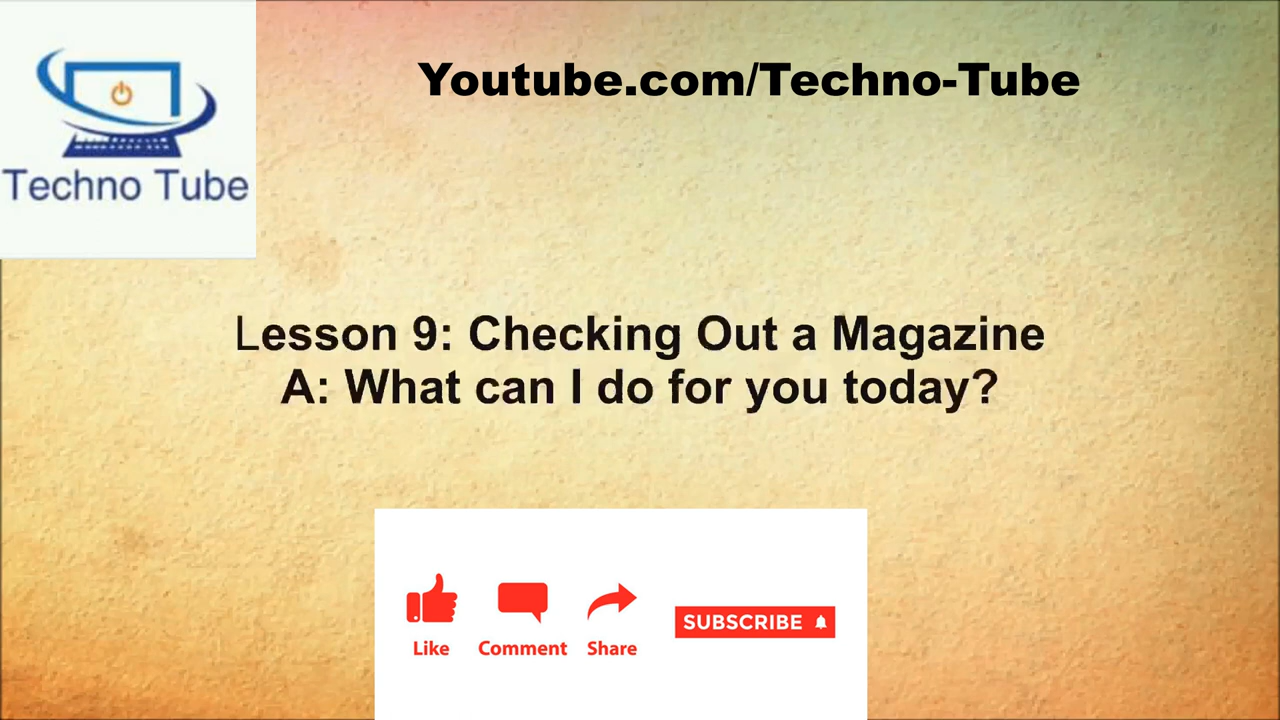 Techno Tube
Youtube.com/Techno-Tube
Lesson 9: Checking Out a Magazine
A: What can I do for you today?
Like Comment Share
SUBSCRIBE